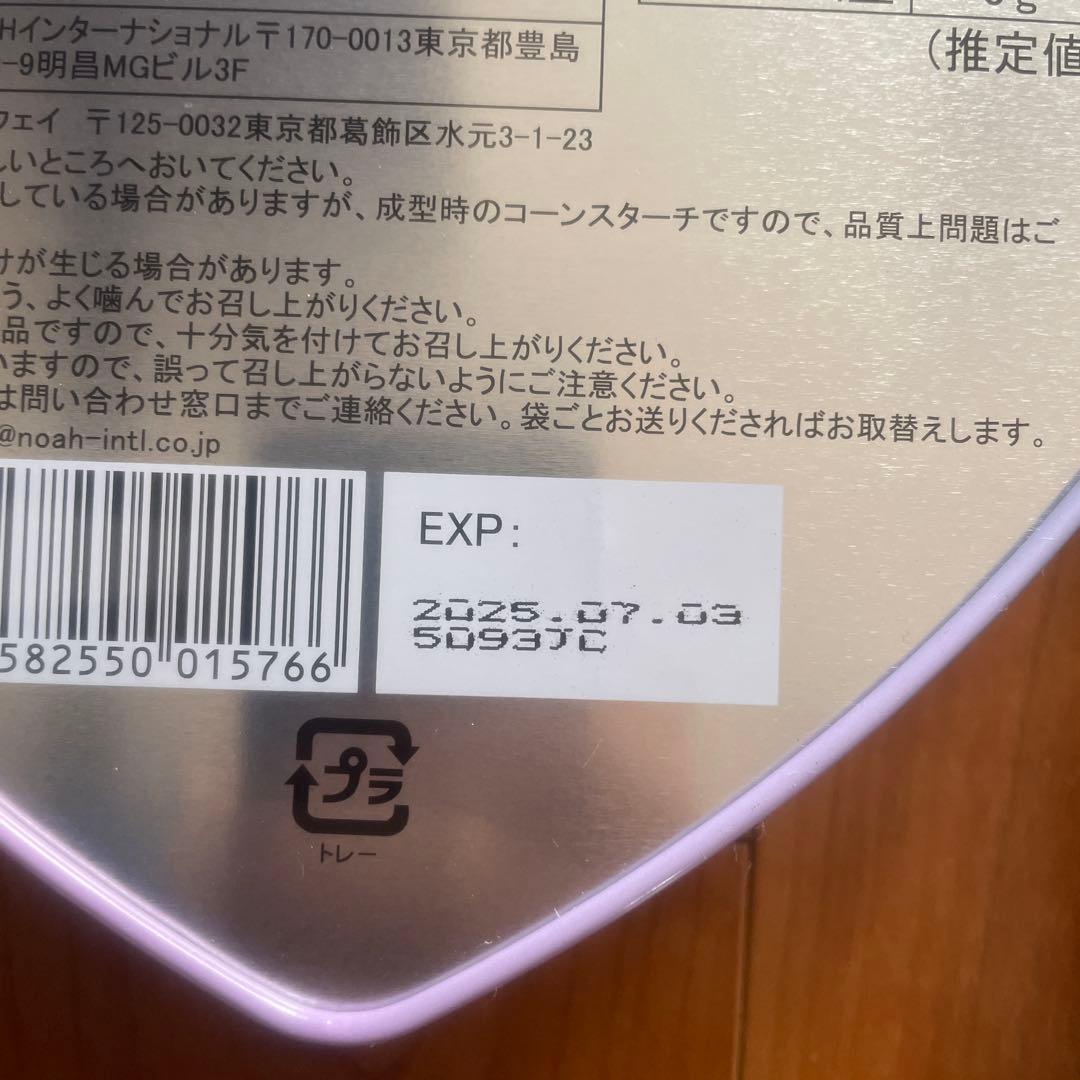 Hインターナショナル〒170-0013東京都豊島
-9明昌MGビル3F
(推定値
ウェイ 〒125-0032東京都葛飾区水元3-1-23
しいところへおいてください。
している場合がありますが、成型時のコーンスターチですので、品質上問題はご
けが生じる場合があります。
う、よく噛んでお召し上がりください。
品ですので、十分気を付けてお召し上がりください。
いますので、誤って召し上がらないようにご注意ください。
は問い合わせ窓口までご連絡ください。袋ごとお送りくださればお取替えします。
@noah-intl.co.jp
582550 015766
EXP:
2025.07.03
5093JC
プラ
トレー